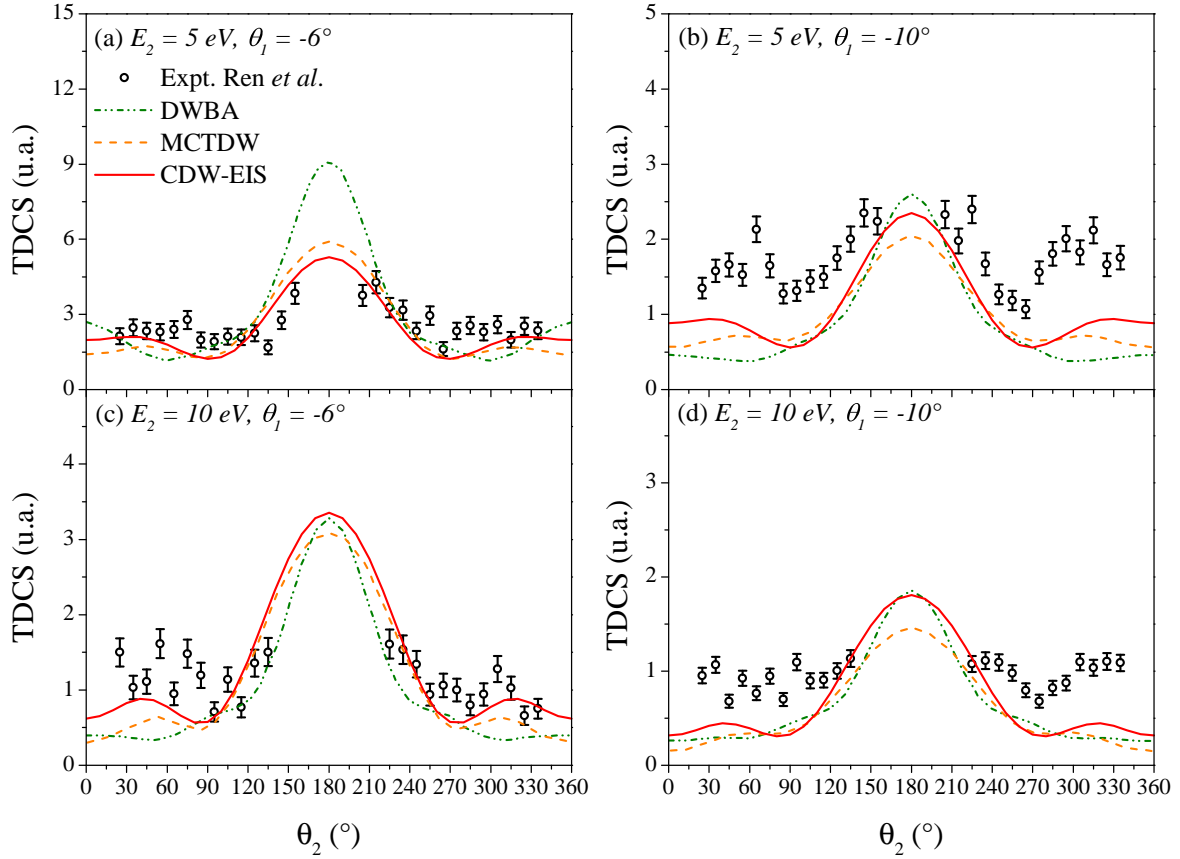 15
12
9
6
3
0
TDCS (u.a.)
(a) E2 = 5 eV, θ1 = -6°
Expt. Ren et al.
DWBA
MCTDW
CDW-EIS
5
4
3
2
1
0
TDCS (u.a.)
(b) E2 = 5 eV, θ1 = -10°
4
3
2
1
0
TDCS (u.a.)
(c) E2 = 10 eV, θ1 = -6°
0 30 60 90 120 150 180 210 240 270 300 330 360
θ2 (°)
3
2
1
0
TDCS (u.a.)
(d) E2 = 10 eV, θ1 = -10°
0 30 60 90 120 150 180 210 240 270 300 330 360
θ2 (°)